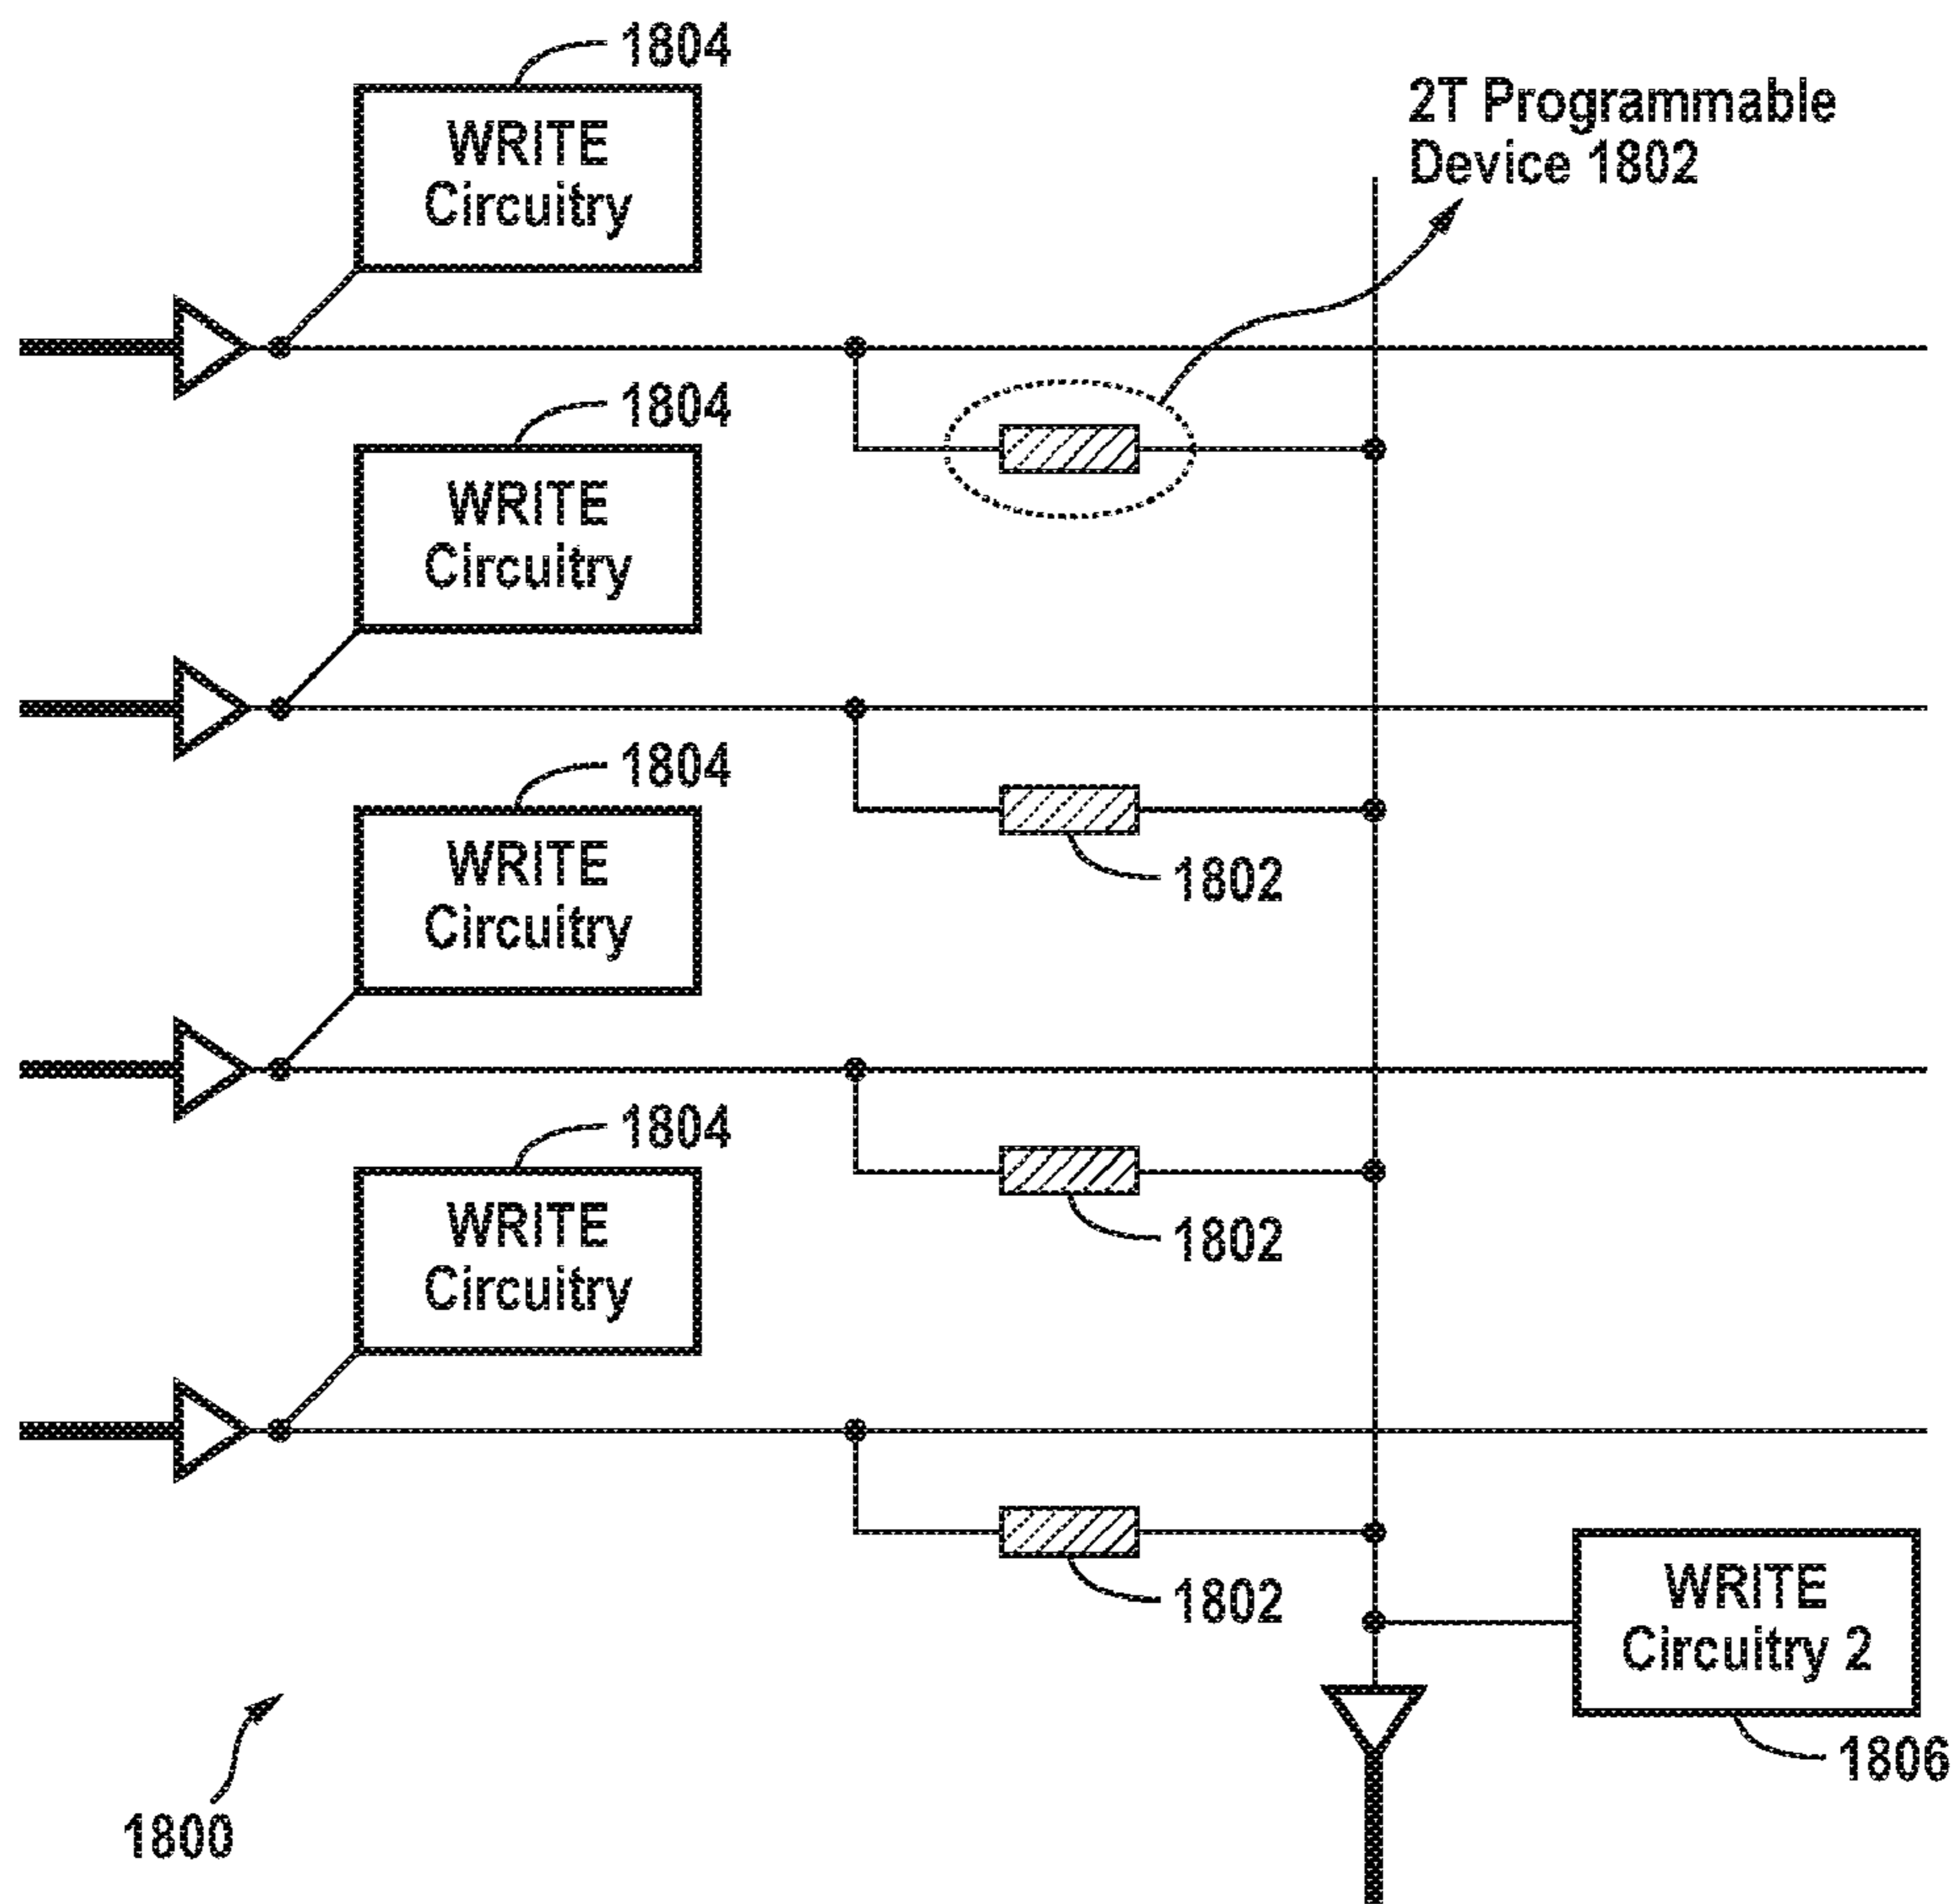 1804
WRITE
Circuitry
2T Programmable
Device 1802
1804
WRITE
Circuitry
1804
WRITE
Circuitry
1802
1804
WRITE
Circuitry
1802
1802
WRITE
Circuitry 2
1806
1800